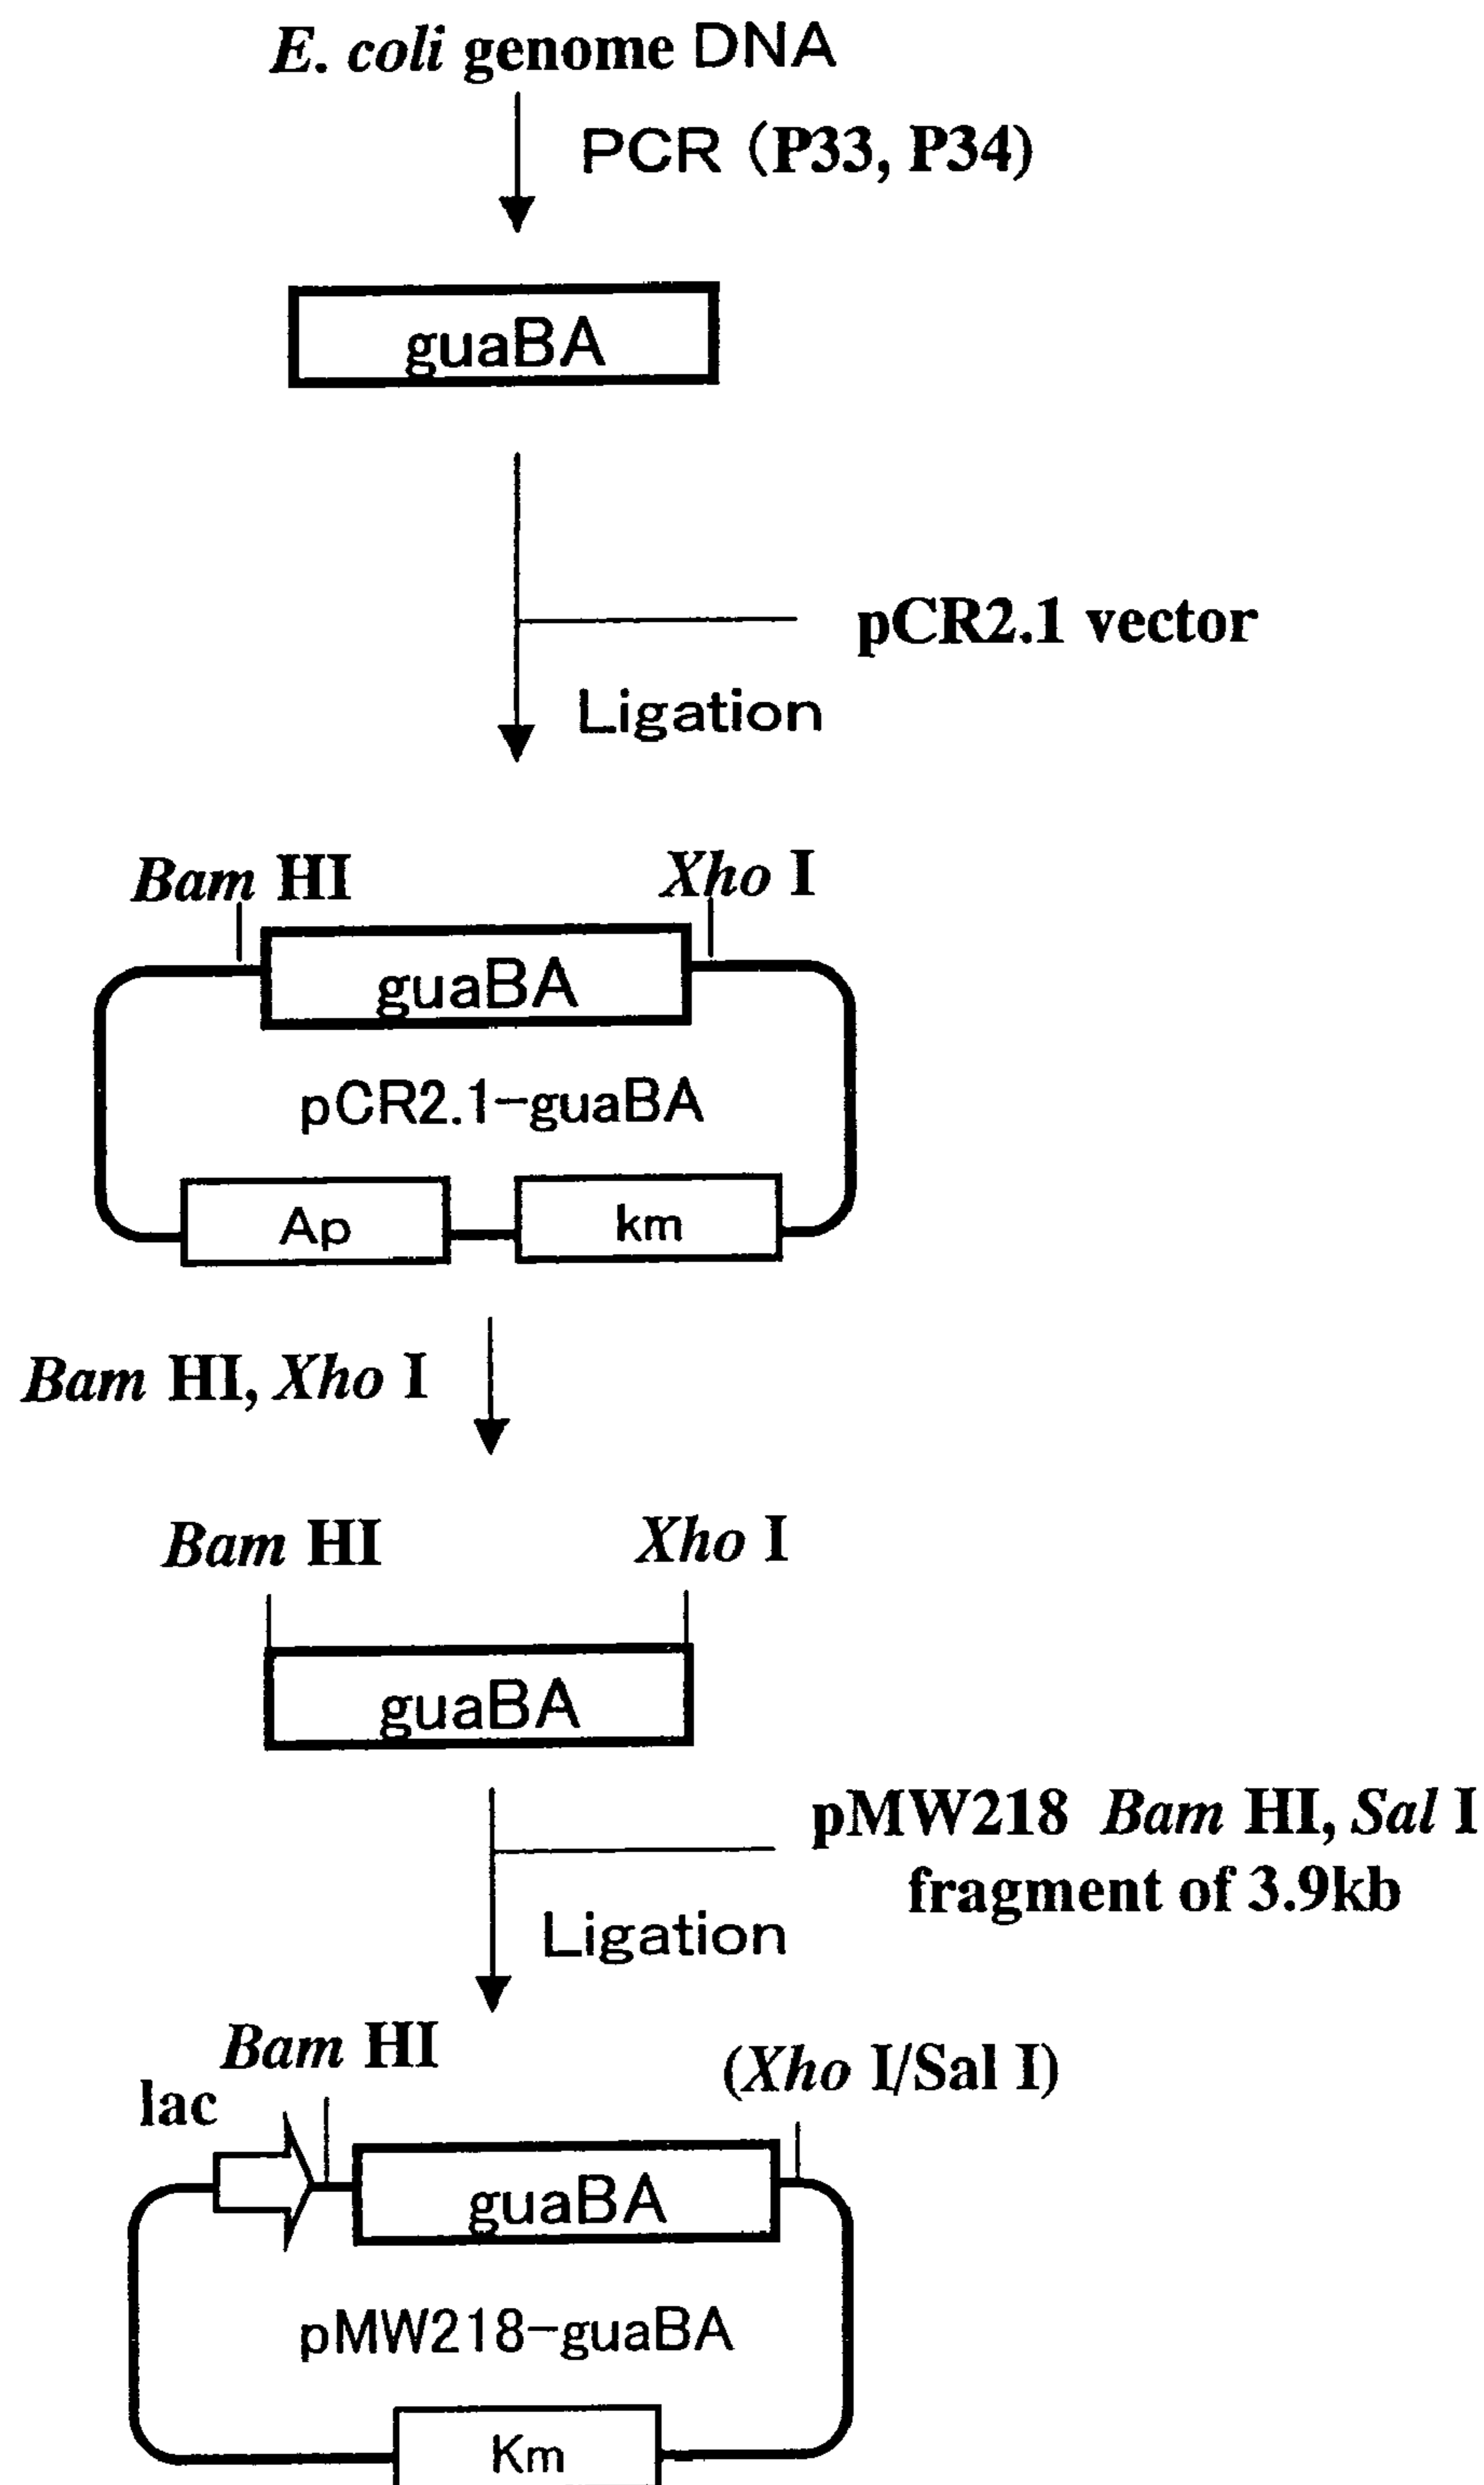 E. coli genome DNA
PCR (P33, P34)
guaBA
pCR2.1 vector
Ligation
Bam HI Xho I
guaBA
pCR2.1-guaBA
Ap km
Bam HI, Xho I
Bam HI Xho I
guaBA
pMW218 Bam HI, Sal I
fragment of 3.9kb
Ligation
Bam HI (Xho I/Sal I)
lac
guaBA
pMW218-guaBA
Km